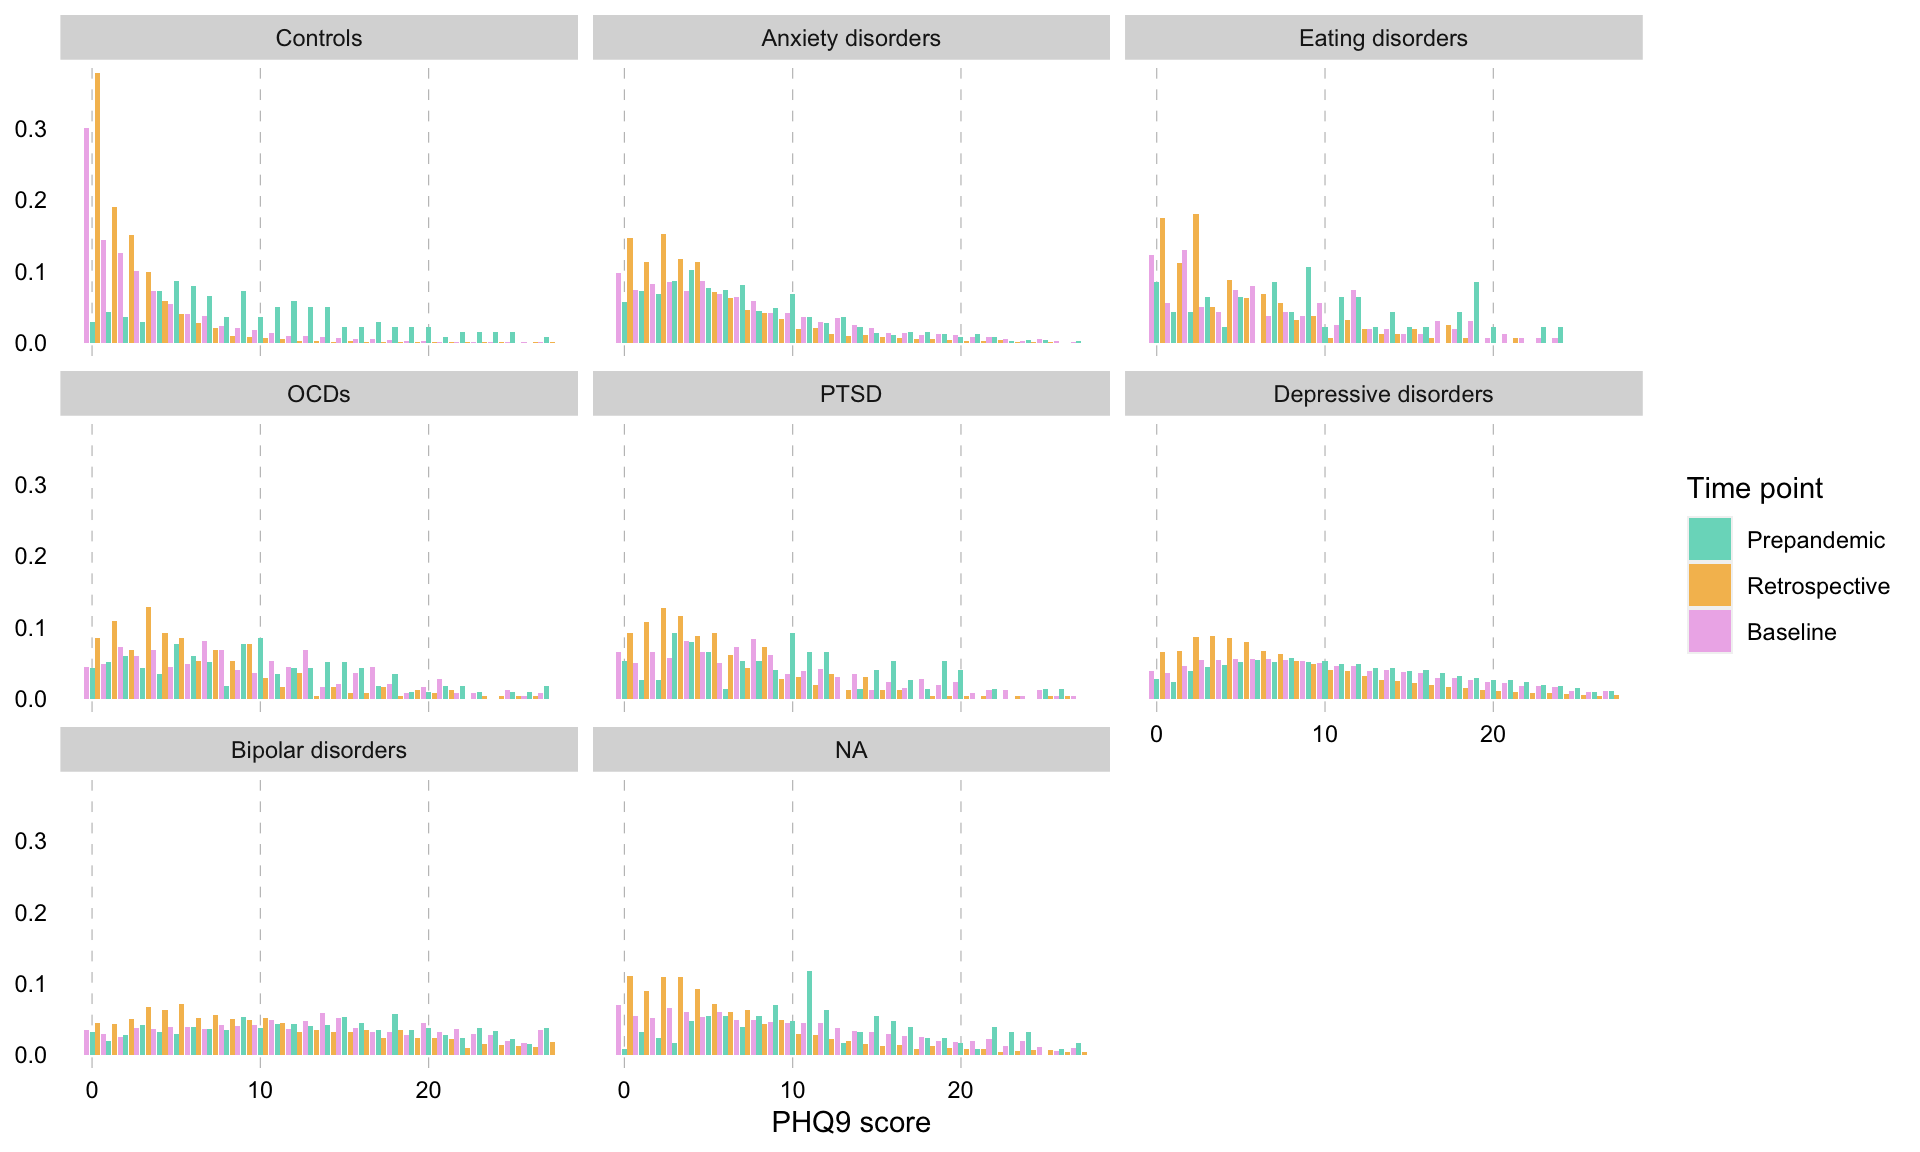 Controls
Anxiety disorders
Eating disorders
0.3
0.2
0.1
0.0
OCDs
PTSD
Depressive disorders
0.3
0.2
0.1
0.0
0 10 20
Bipolar disorders
NA
0.3
0.2
0.1
0.0
0 10 20
0 10 20
PHQ9 score
Time point
Prepandemic
Retrospective
Baseline